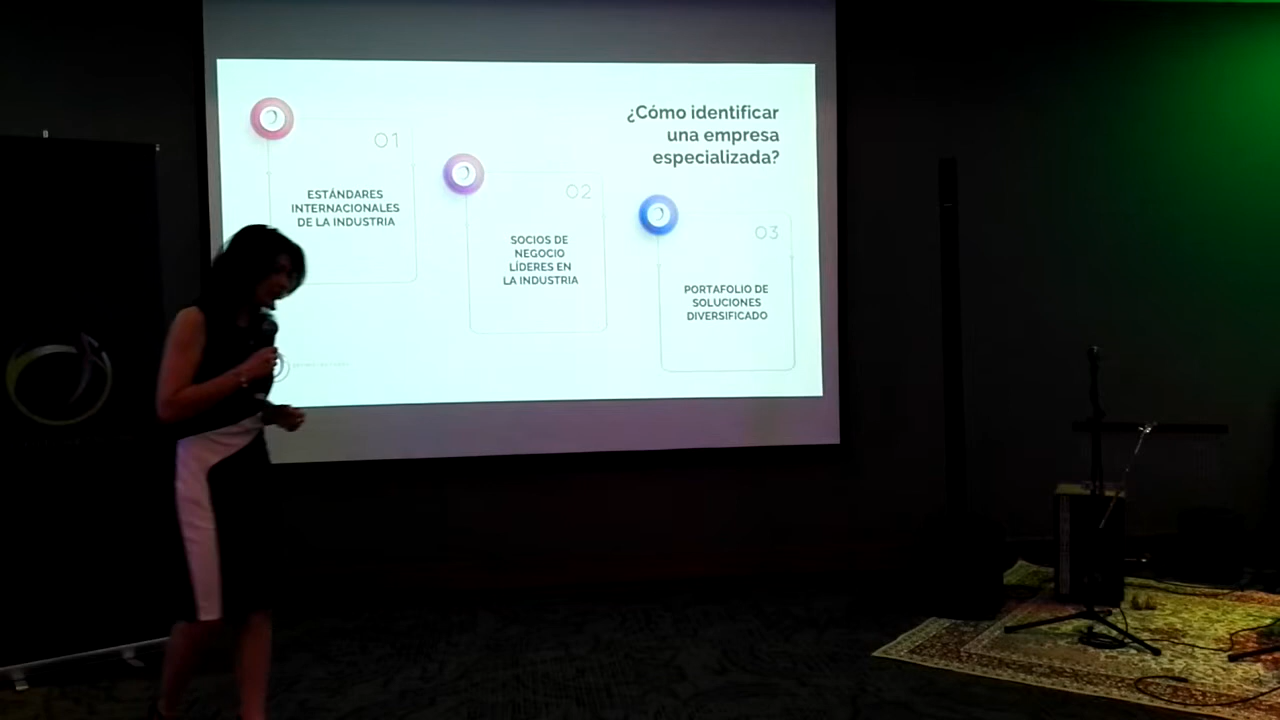 ¿Cómo identificar
una empresa
especializada?
01
ESTÁNDARES
INTERNACIONALES
DE LA INDUSTRIA
02
SOCIOS DE
NEGOCIO
LÍDERES EN
LA INDUSTRIA
03
PORTAFOLIO DE
SOLUCIONES
DIVERSIFICADO